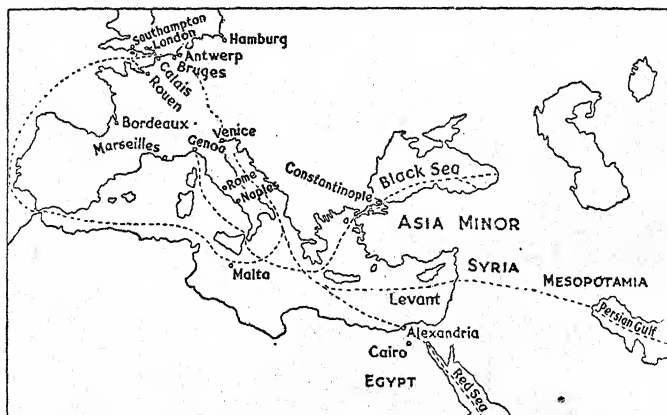 Southampton
London
Hamburg
Antwerp
Bruges
Calais
Rouen
Bordeaux
Venice
Genoa
Marseilles
Rome
Naples
Constantinople
Black Sea
ASIA MINOR
SYRIA
MESOPOTAMIA
Malta
Levant
Persian Gulf
Alexandria
Cairo
EGYPT
Red Sea